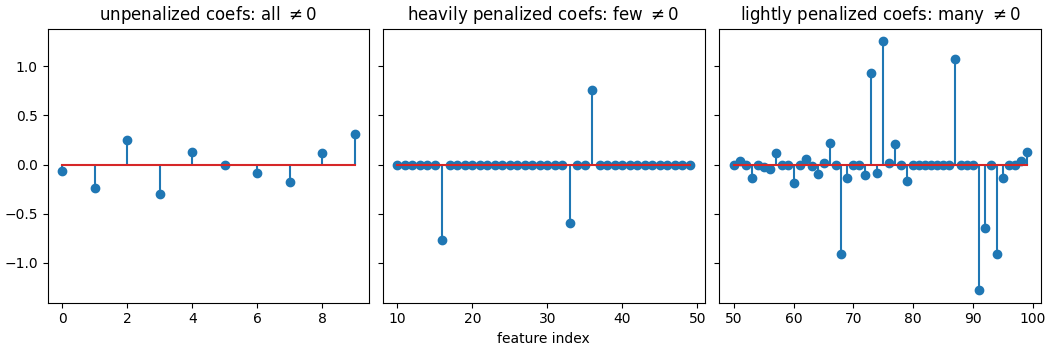 unpenalized coefs: all ≠0
heavily penalized coefs: few ≠0
lightly penalized coefs: many ≠0
1.0
0.5
0.0
−0.5
−1.0
0 2 4 6 8
10 20 30 40 50
50 60 70 80 90 100
feature index